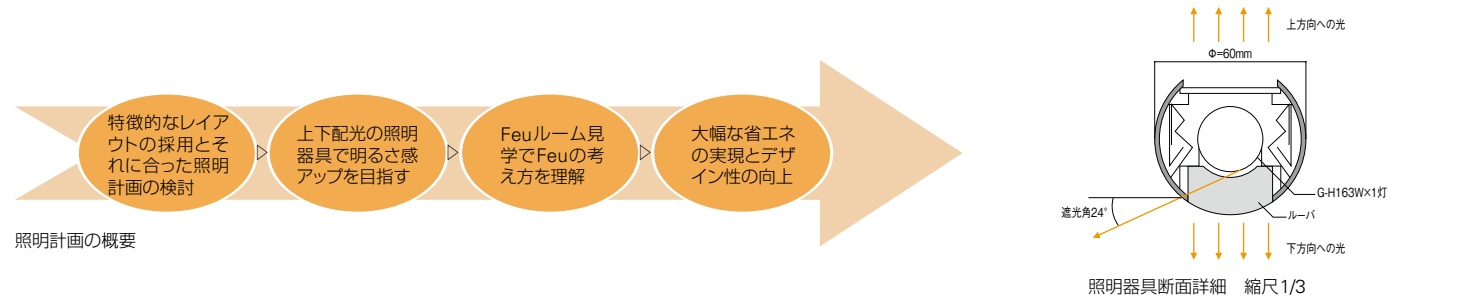 特徴的なレイア
ウトの採用とそ
れに合った照明
計画の検討
上下配光の照明
器具で明るさ感
アップを目指す
Feuルーム見
学でFeuの考
え方を理解
大幅な省エネ
の実現とデザ
イン性の向上
照明計画の概要
上方向への光
Φ=60mm
G-H163W×1灯
ルーバ
遮光角24°
下方向への光
照明器具断面詳細　縮尺1/3